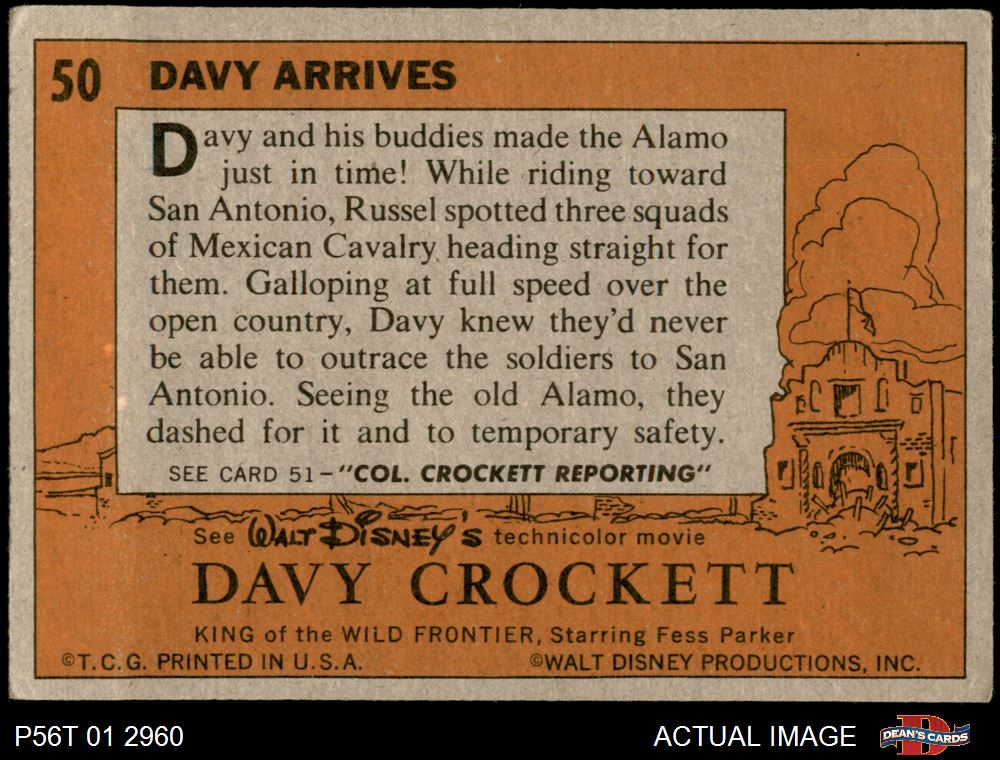 50 DAVY ARRIVES
Davy and his buddies made the Alamo
just in time! While riding toward
San Antonio, Russel spotted three squads
of Mexican Cavalry heading straight for
them. Galloping at full speed over the
open country, Davy knew they'd never
be able to outrace the soldiers to San
Antonio. Seeing the old Alamo, they
dashed for it and to temporary safety.
SEE CARD 51—"COL. CROCKETT REPORTING"
See WALT DISNEY'S technicolor movie
DAVY CROCKETT
KING of the WILD FRONTIER, Starring Fess Parker
©T.C.G. PRINTED IN U.S.A. ©WALT DISNEY PRODUCTIONS, INC.
P56T 01 2960 ACTUAL IMAGE D DEAN'S CARDS